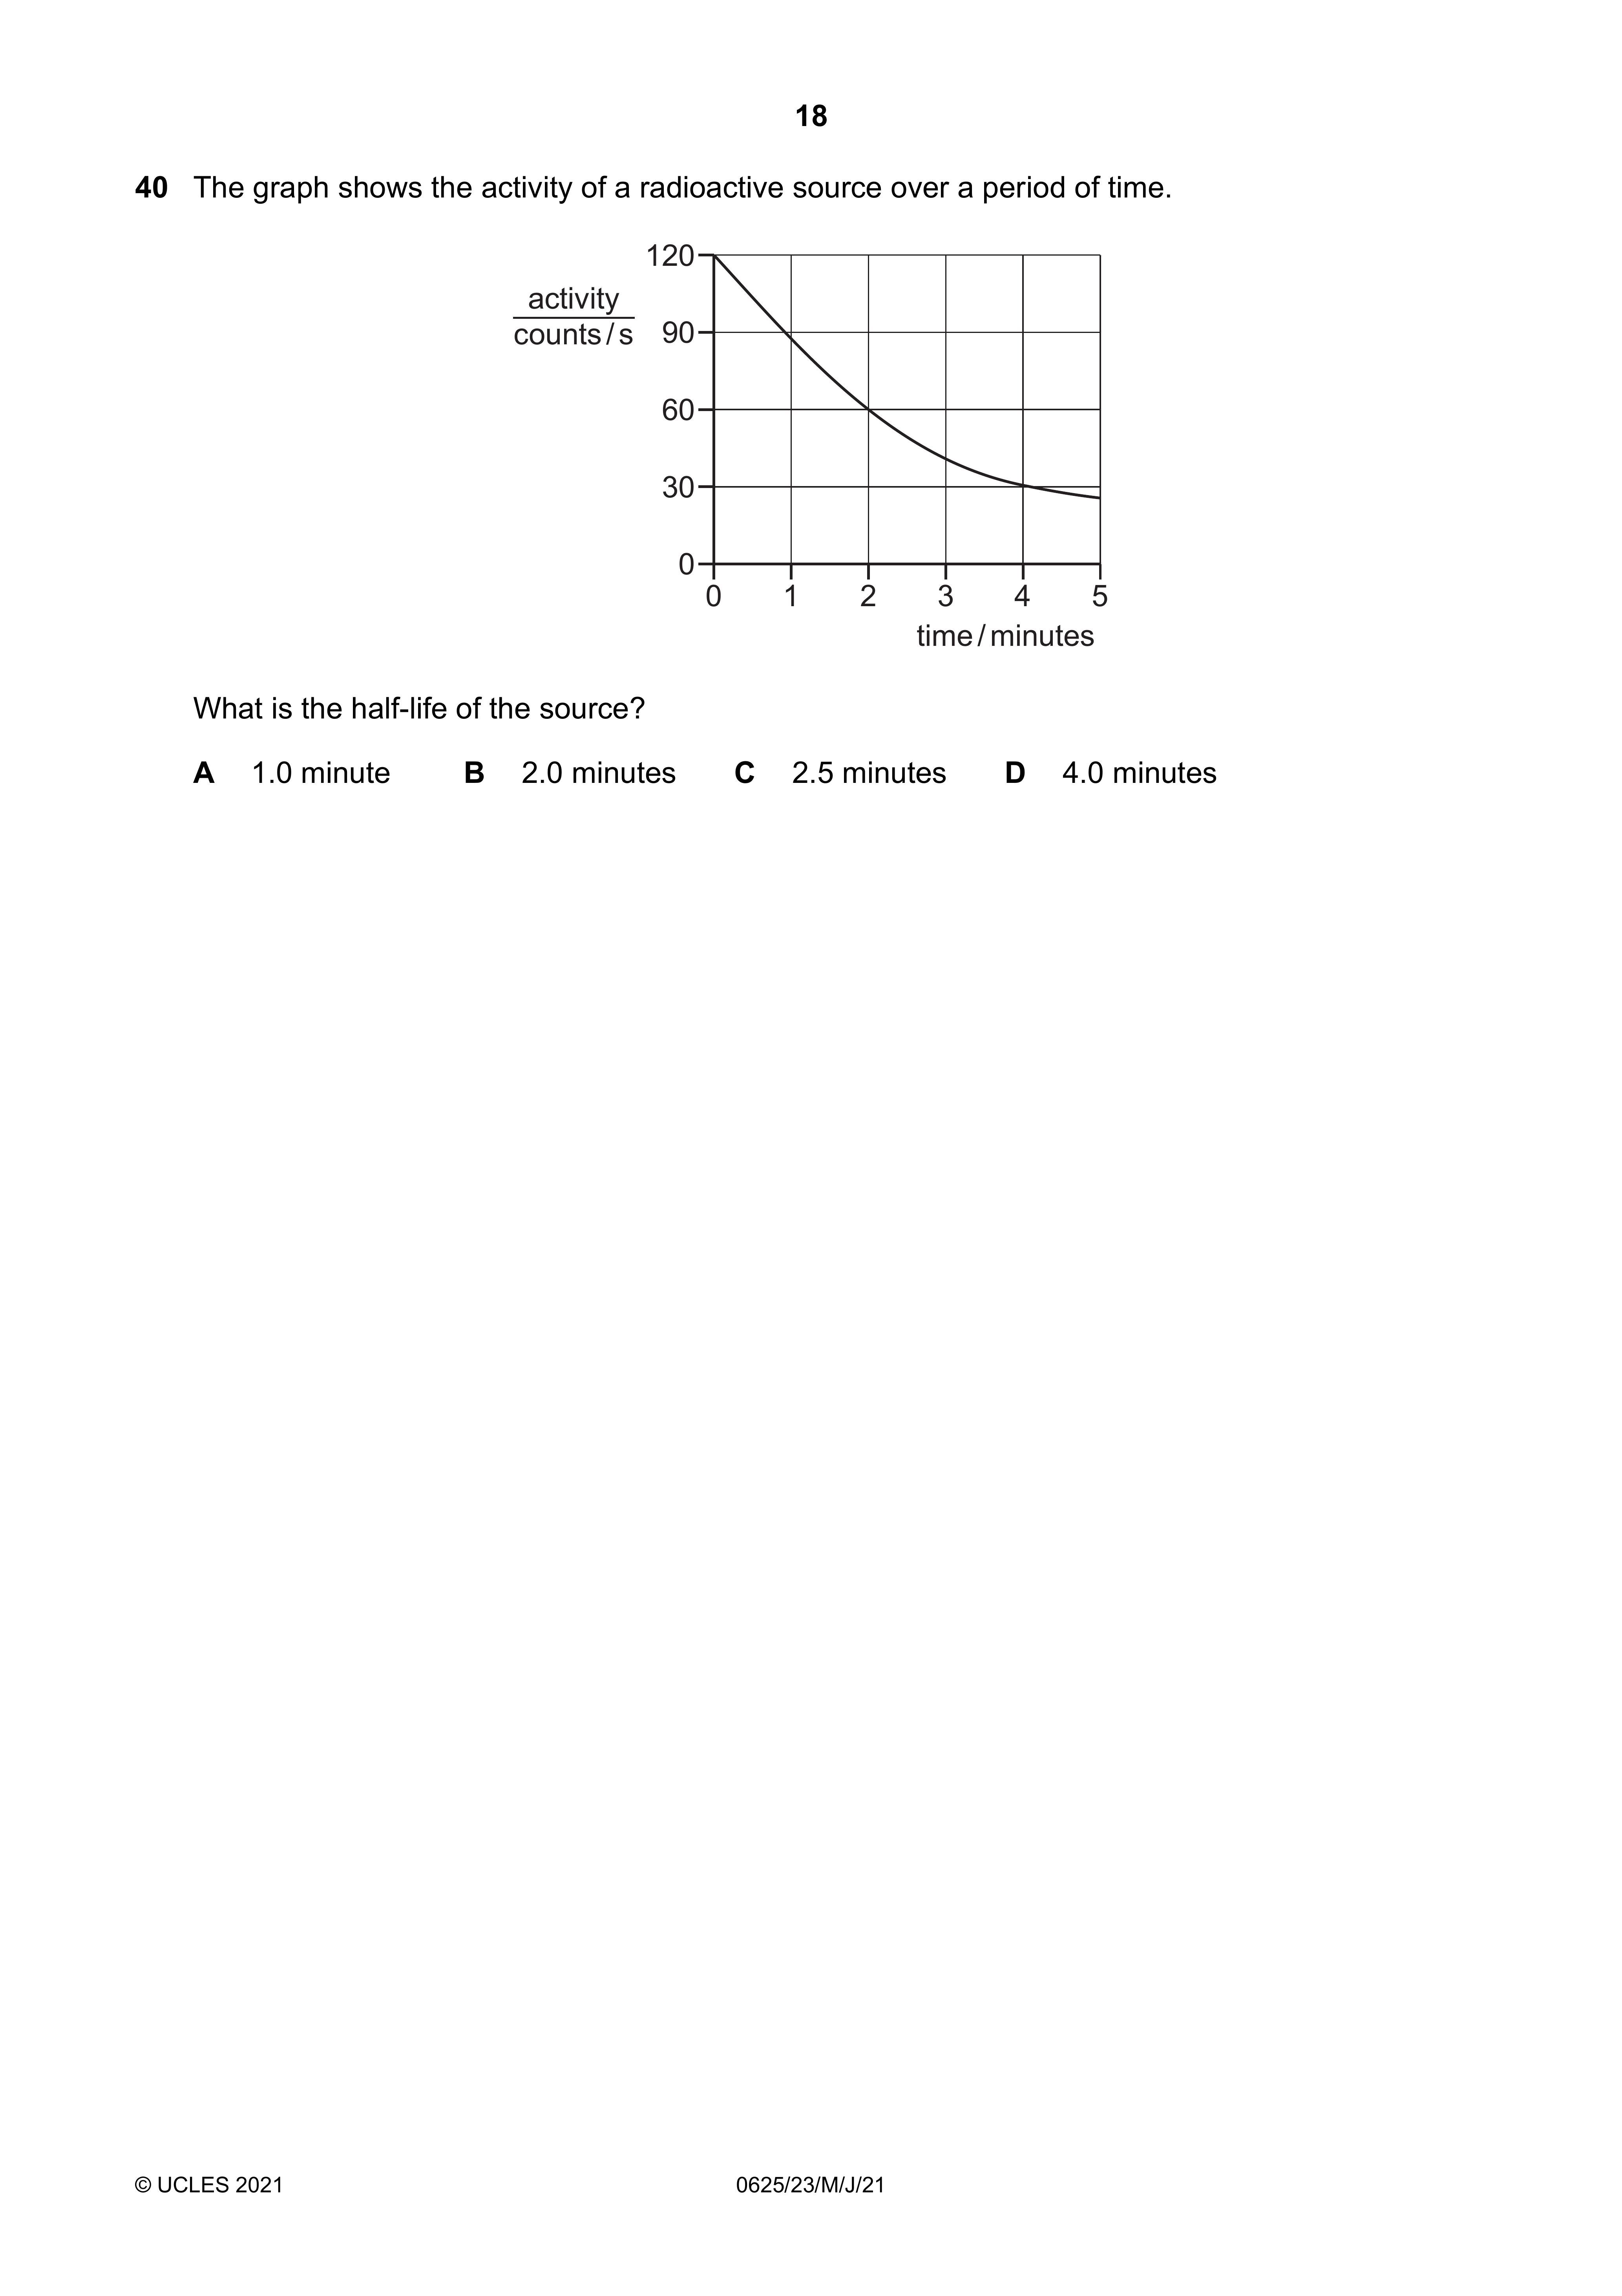 18
40 The graph shows the activity of a radioactive source over a period of time.
120
activity
counts / s
90
60
30
0
0 1 2 3 4 5
time / minutes
What is the half-life of the source?
A 1.0 minute B 2.0 minutes C 2.5 minutes D 4.0 minutes
© UCLES 2021 0625/23/M/J/21